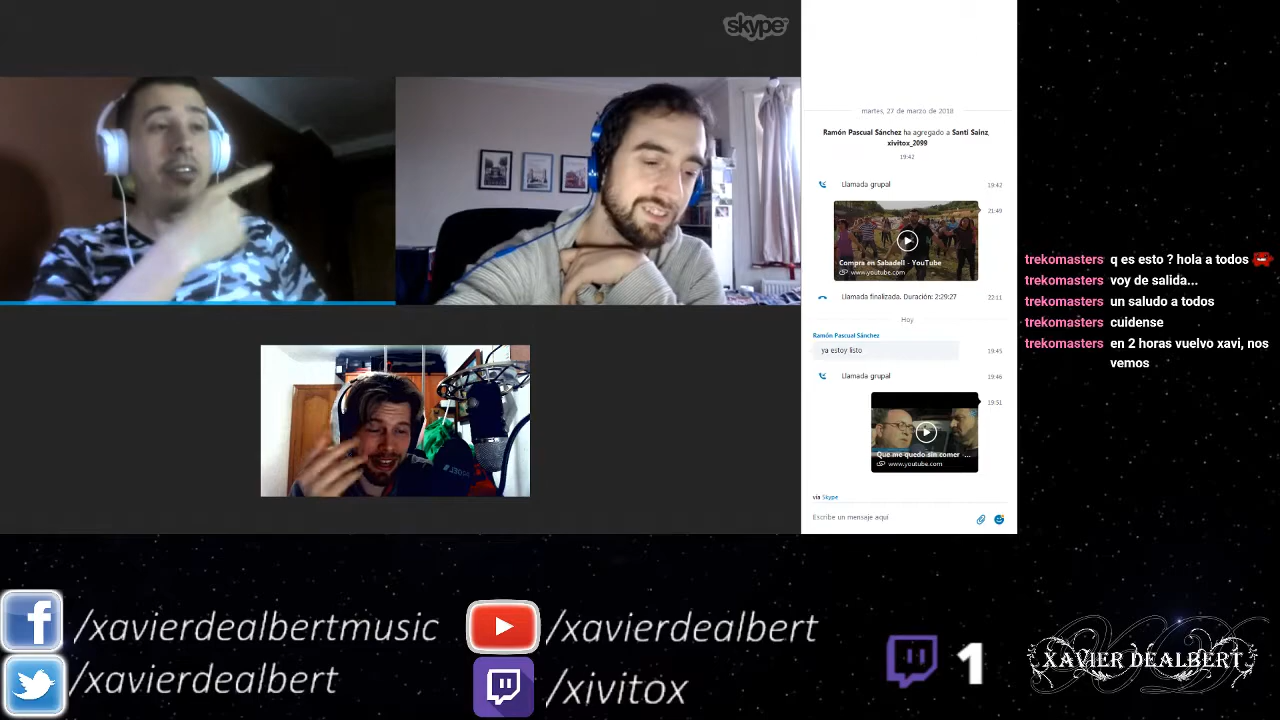 skype
martes, 27 de marzo de 2018
Ramón Pascual Sánchez ha agregado a Santi Sainz,
xivitox_2099
19:42
Llamada grupal 19:42
21:49
Compra en Sabadell - YouTube
www.youtube.com
Llamada finalizada. Duración: 2:29:27 22:11
Hoy
Ramón Pascual Sánchez
ya estoy listo 19:45
Llamada grupal 19:46
19:51
Que me quedo sin comer -...
www.youtube.com
via Skype
Escribe un mensaje aquí
trekomasters q es esto ? hola a todos
trekomasters voy de salida...
trekomasters un saludo a todos
trekomasters cuidense
trekomasters en 2 horas vuelvo xavi, nos
vemos
/xavierdealbertmusic
/xavierdealbert
/xavierdealbert
/xivitox
1
XAVIER DEALBERT